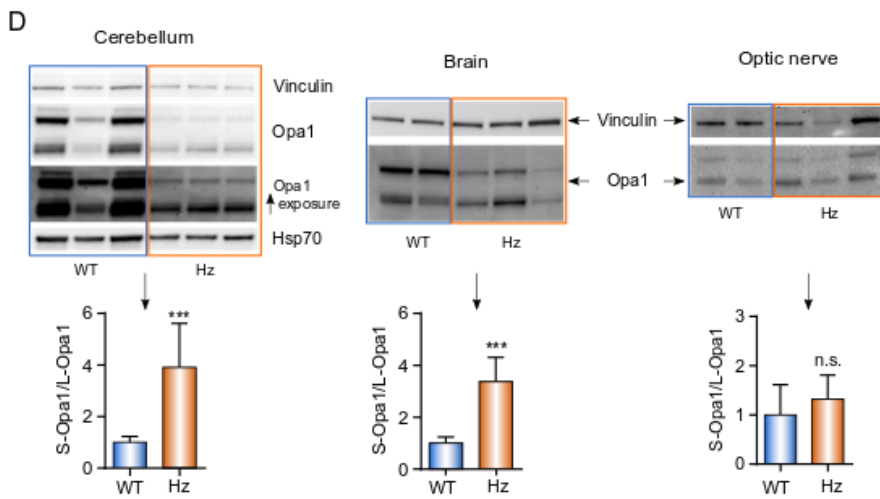 D
Cerebellum
Brain
Optic nerve
Vinculin
Opa1
Opa1
exposure
Hsp70
WT Hz
Vinculin
Opa1
WT Hz
WT Hz
S-Opa1/L-Opa1
6
4
2
0
***
WT Hz
S-Opa1/L-Opa1
6
4
2
0
***
WT Hz
S-Opa1/L-Opa1
3
2
1
0
n.s.
WT Hz